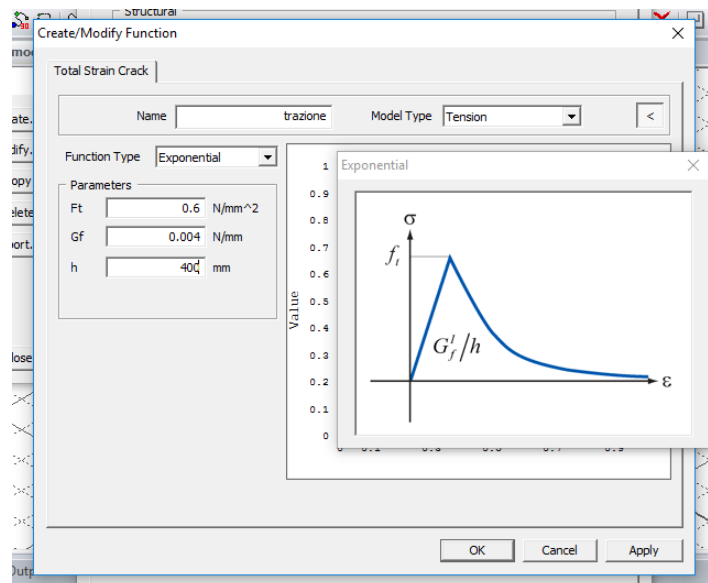 Structural
Create/Modify Function
Total Strain Crack
Name trazione Model Type Tension <
Function Type Exponential
Parameters
Ft 0.6 N/mm^2
Gf 0.004 N/mm
h 400 mm
Exponential
σ
f_t
G_f^I/h
ε
Value
1
0.9
0.8
0.7
0.6
0.5
0.4
0.3
0.2
0.1
0
OK Cancel Apply